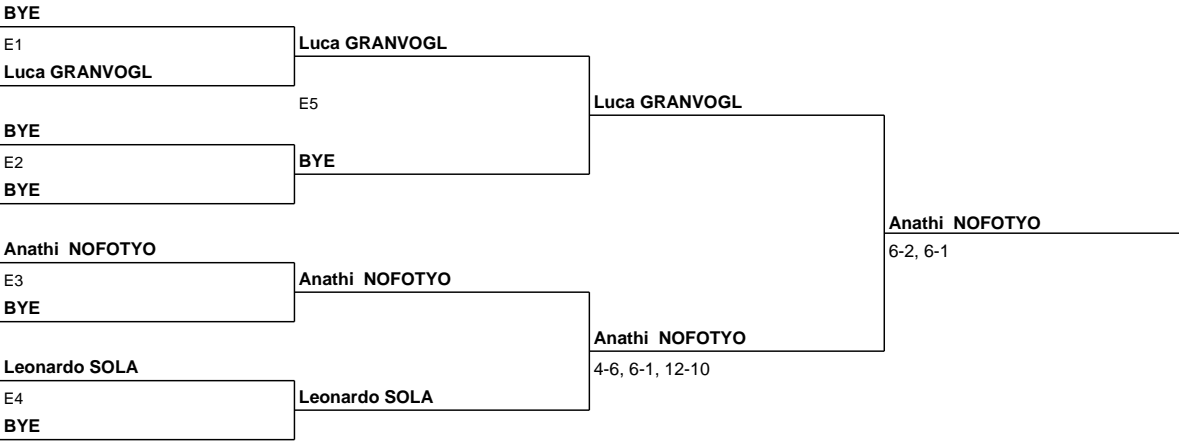 BYE
E1
Luca GRANVOGL
Luca GRANVOGL
E5
Luca GRANVOGL
BYE
E2
BYE
BYE
Anathi  NOFOTYO
6-2, 6-1
Anathi  NOFOTYO
E3
BYE
Anathi  NOFOTYO
Anathi  NOFOTYO
4-6, 6-1, 12-10
Leonardo SOLA
E4
BYE
Leonardo SOLA